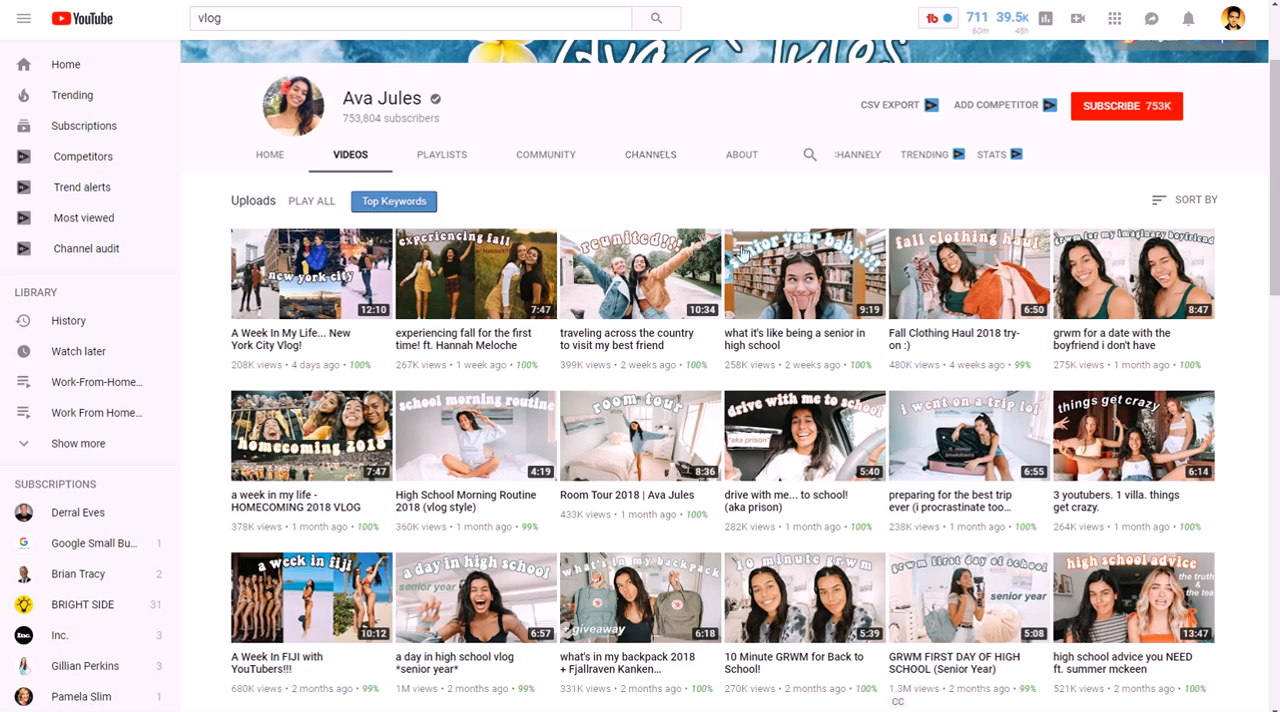 YouTube
vlog
711 39.5K
60m 48h
Ava Jules
Home
Trending
Subscriptions
Competitors
Trend alerts
Most viewed
Channel audit
LIBRARY
History
Watch later
Work-From-Home...
Work From Home...
Show more
SUBSCRIPTIONS
Derral Eves
Google Small Bu... 1
Brian Tracy 2
BRIGHT SIDE 31
Inc. 3
Gillian Perkins 3
Pamela Slim 1
Ava Jules
753,804 subscribers
CSV EXPORT ADD COMPETITOR SUBSCRIBE 753K
HOME VIDEOS PLAYLISTS COMMUNITY CHANNELS ABOUT CHANNELY TRENDING STATS
Uploads PLAY ALL Top Keywords SORT BY
new york city 12:10
experiencing fall 7:47
reunited!!! 10:34
senior year baby!!! 9:19
fall clothing haul 6:50
grwm for my imaginary boyfriend 8:47
A Week In My Life... New experiencing fall for the first traveling across the country what it's like being a senior in Fall Clothing Haul 2018 try- grwm for a date with the
York City Vlog! time! ft. Hannah Meloche to visit my best friend high school on :) boyfriend i don't have
208K views • 4 days ago • 100% 267K views • 1 week ago • 100% 399K views • 2 weeks ago • 100% 258K views • 2 weeks ago • 100% 480K views • 4 weeks ago • 99% 275K views • 1 month ago • 100%
homecoming 2018 7:47
school morning routine 4:19
room tour 8:36
drive with me to school *aka prison* 5:40
i went on a trip lol 6:55
things get crazy 6:14
a week in my life - High School Morning Routine Room Tour 2018 | Ava Jules drive with me... to school! preparing for the best trip 3 youtubers. 1 villa. things
HOMECOMING 2018 VLOG 2018 (vlog style) (aka prison) ever (i procrastinate too... get crazy.
378K views • 1 month ago • 100% 360K views • 1 month ago • 99% 433K views • 1 month ago • 100% 282K views • 1 month ago • 100% 238K views • 1 month ago • 100% 264K views • 1 month ago • 100%
a week in fiji 10:12
a day in high school senior year 6:57
what's in my backpack + giveaway 6:18
10 minute grwm 5:39
grwm first day of school senior year 5:08
high school advice the truth & the tea 13:47
A Week In FIJI with a day in high school vlog what's in my backpack 2018 10 Minute GRWM for Back to GRWM FIRST DAY OF HIGH high school advice you NEED
YouTubers!!! *senior year* + Fjallraven Kanken... School! SCHOOL (Senior Year) ft. summer mckeen
680K views • 2 months ago • 99% 1M views • 2 months ago • 99% 331K views • 2 months ago • 100% 270K views • 2 months ago • 100% 1.3M views • 2 months ago • 99% 521K views • 2 months ago • 100%
CC